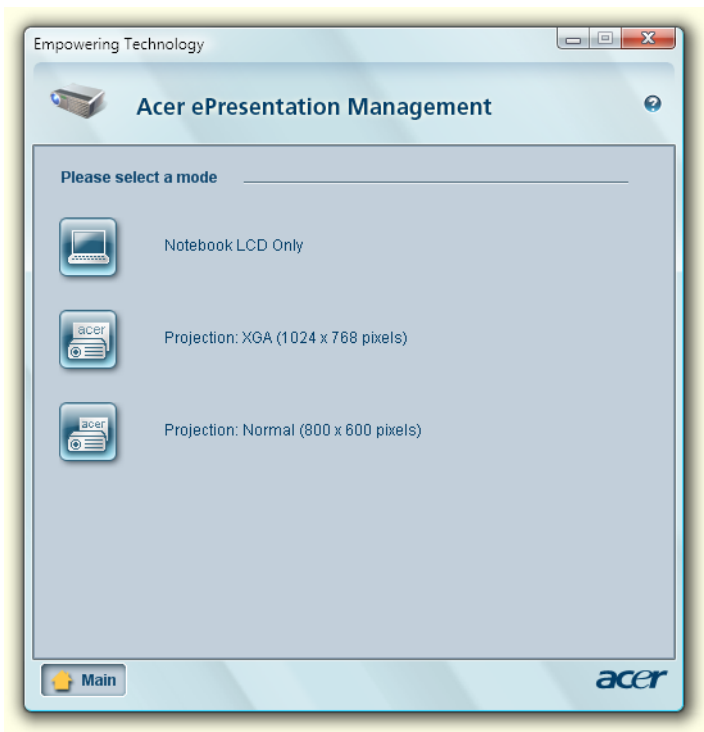 Empowering Technology
Acer ePresentation Management
Please select a mode
Notebook LCD Only
acer
Projection: XGA (1024 x 768 pixels)
acer
Projection: Normal (800 x 600 pixels)
Main
acer